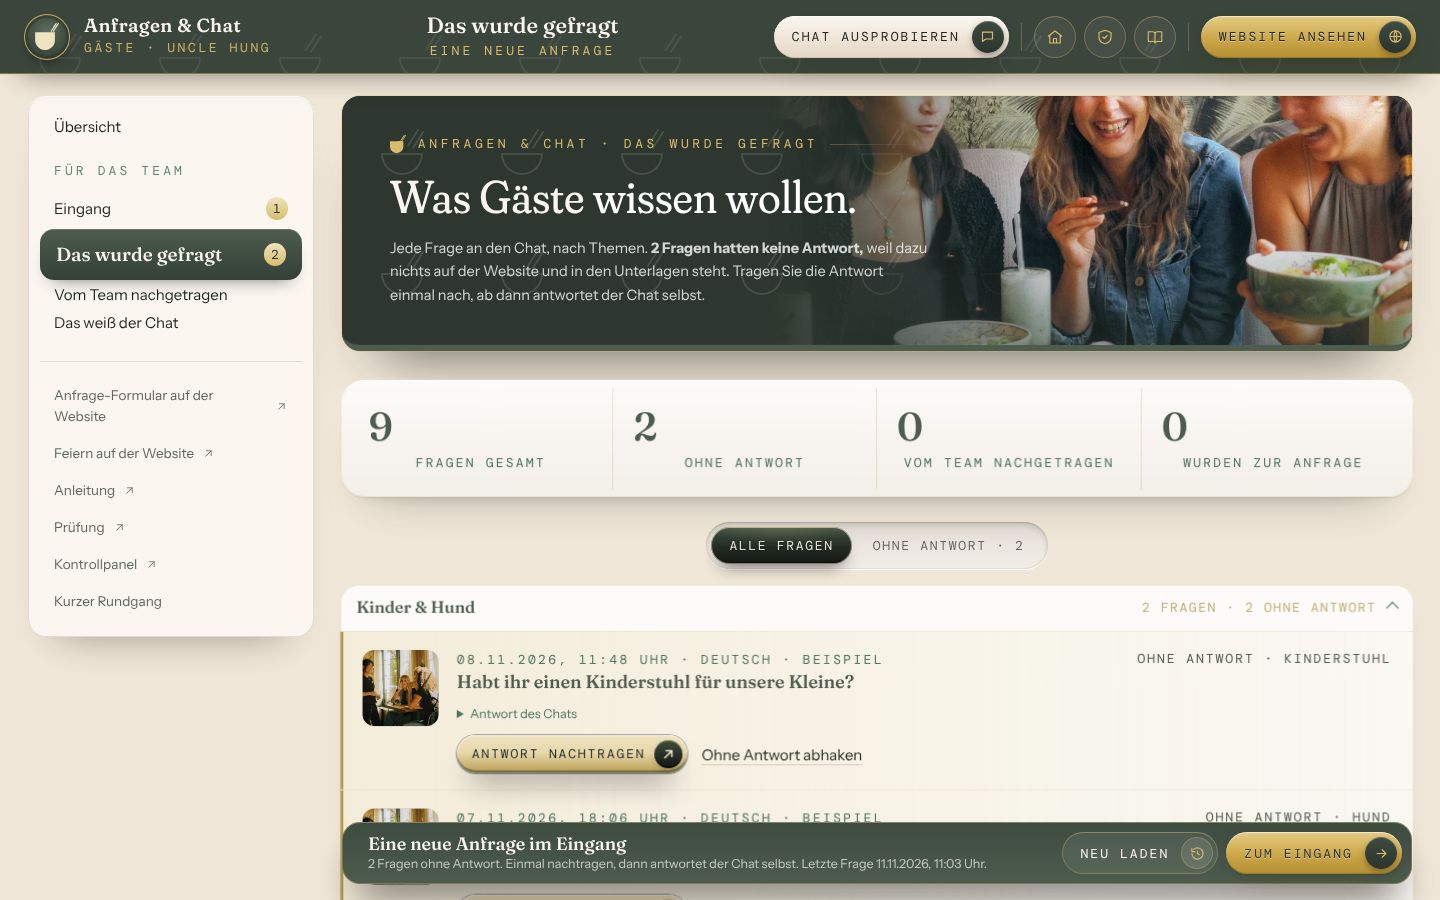 Anfragen & Chat
GÄSTE · UNCLE HUNG
Das wurde gefragt
EINE NEUE ANFRAGE
CHAT AUSPROBIEREN
WEBSITE ANSEHEN
Übersicht
FÜR DAS TEAM
Eingang 1
Das wurde gefragt 2
Vom Team nachgetragen
Das weiß der Chat
Anfrage-Formular auf der
Website
Feiern auf der Website
Anleitung
Prüfung
Kontrollpanel
Kurzer Rundgang
ANFRAGEN & CHAT · DAS WURDE GEFRAGT
Was Gäste wissen wollen.
Jede Frage an den Chat, nach Themen. 2 Fragen hatten keine Antwort, weil dazu
nichts auf der Website und in den Unterlagen steht. Tragen Sie die Antwort
einmal nach, ab dann antwortet der Chat selbst.
9
FRAGEN GESAMT
2
OHNE ANTWORT
0
VOM TEAM NACHGETRAGEN
0
WURDEN ZUR ANFRAGE
ALLE FRAGEN
OHNE ANTWORT · 2
Kinder & Hund
2 FRAGEN · 2 OHNE ANTWORT
08.11.2026, 11:48 UHR · DEUTSCH · BEISPIEL
OHNE ANTWORT · KINDERSTUHL
Habt ihr einen Kinderstuhl für unsere Kleine?
Antwort des Chats
ANTWORT NACHTRAGEN
Ohne Antwort abhaken
07.11.2026, 18:06 UHR · DEUTSCH · BEISPIEL
OHNE ANTWORT · HUND
Eine neue Anfrage im Eingang
2 Fragen ohne Antwort. Einmal nachtragen, dann antwortet der Chat selbst. Letzte Frage 11.11.2026, 11:03 Uhr.
NEU LADEN
ZUM EINGANG